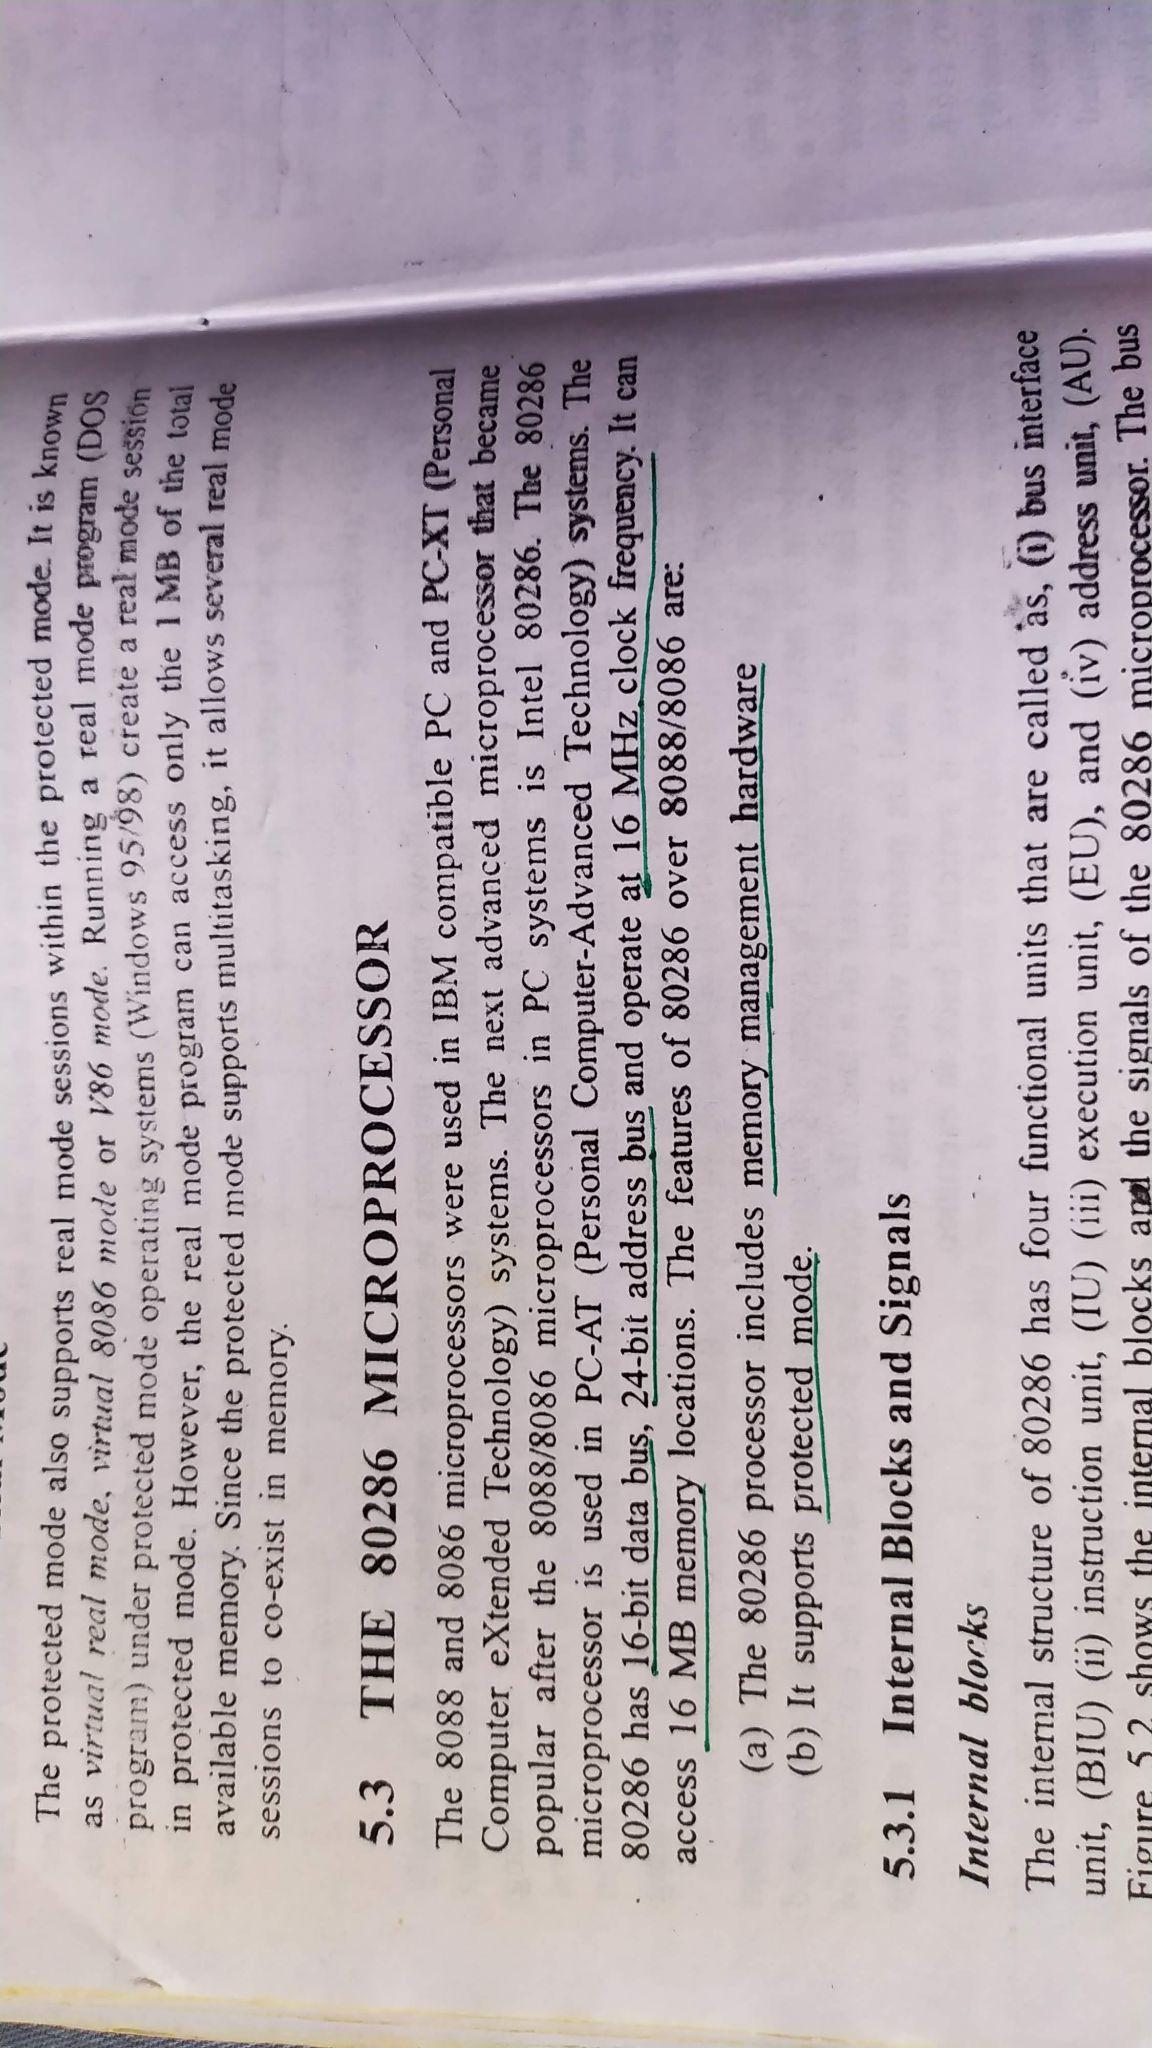 The protected mode also supports real mode sessions within the protected mode. It is known
as virtual real mode, virtual 8086 mode or V86 mode. Running a real mode program (DOS
program) under protected mode operating systems (Windows 95/98) create a real mode session
in protected mode. However, the real mode program can access only the 1 MB of the total
available memory. Since the protected mode supports multitasking, it allows several real mode
sessions to co-exist in memory.
5.3 THE 80286 MICROPROCESSOR
The 8088 and 8086 microprocessors were used in IBM compatible PC and PC-XT (Personal
Computer eXtended Technology) systems. The next advanced microprocessor that became
popular after the 8088/8086 microprocessors in PC systems is Intel 80286. The 80286
microprocessor is used in PC-AT (Personal Computer-Advanced Technology) systems. The
80286 has 16-bit data bus, 24-bit address bus and operate at 16 MHz clock frequency. It can
access 16 MB memory locations. The features of 80286 over 8088/8086 are:
(a) The 80286 processor includes memory management hardware
(b) It supports protected mode.
5.3.1 Internal Blocks and Signals
Internal blocks
The internal structure of 80286 has four functional units that are called as, (i) bus interface
unit, (BIU) (ii) instruction unit, (IU) (iii) execution unit, (EU), and (iv) address unit, (AU).
Figure 5.2 shows the internal blocks and the signals of the 80286 microprocessor. The bus